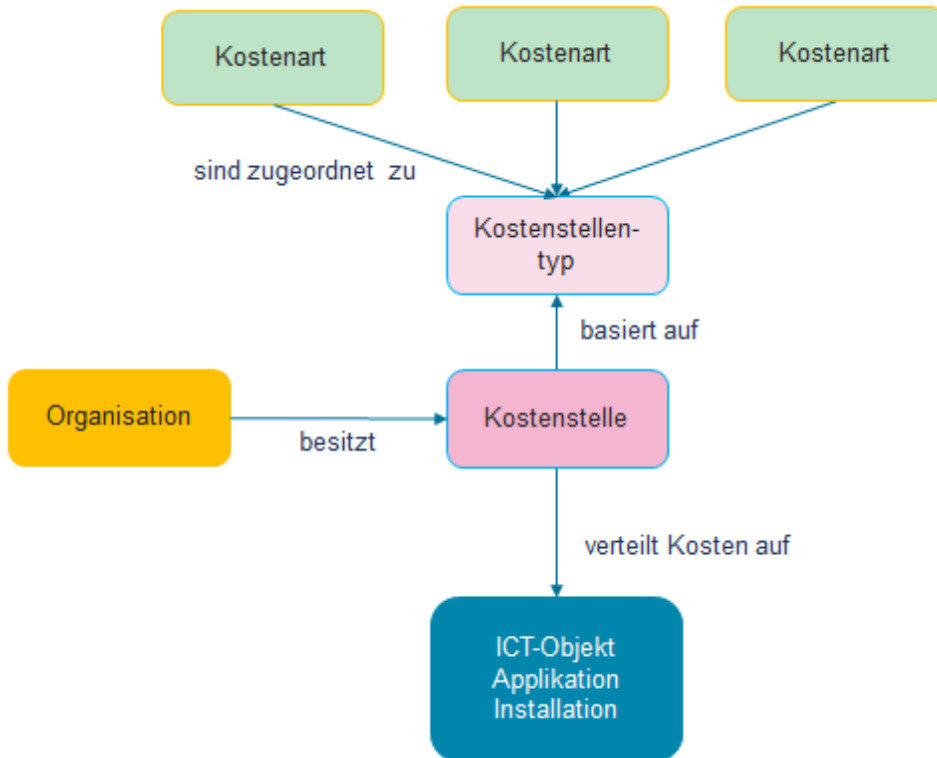 Kostenart
Kostenart
Kostenart
sind zugeordnet zu
Kostenstellen-
typ
basiert auf
Organisation
besitzt
Kostenstelle
verteilt Kosten auf
ICT-Objekt
Applikation
Installation